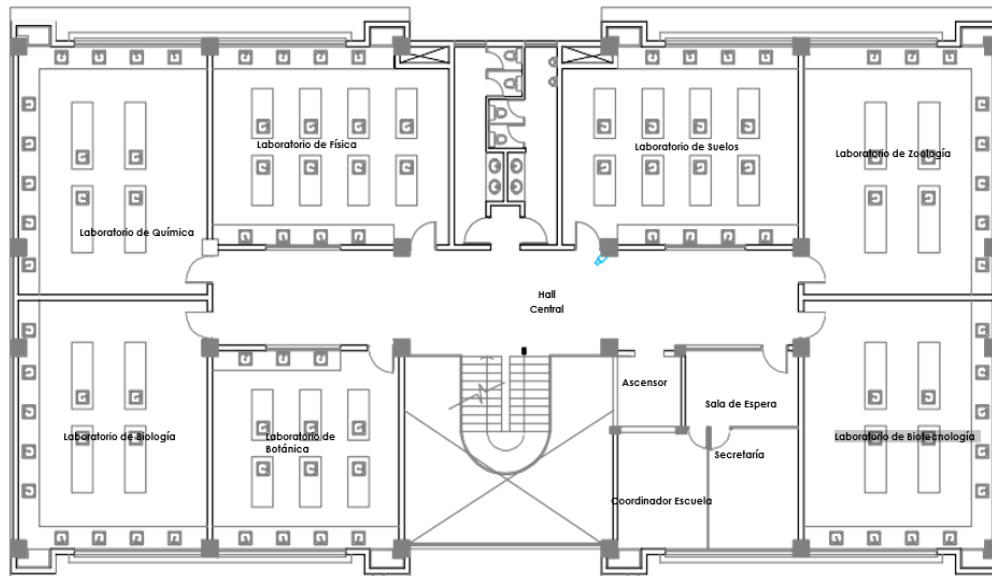 Laboratorio de Física
Laboratorio de Suelos
Laboratorio de Zoología
Laboratorio de Química
Hall
Central
Ascensor
Sala de Espera
Laboratorio de Biología
Laboratorio de
Botánica
Secretaría
Laboratorio de Biotecnología
Coordinador Escuela